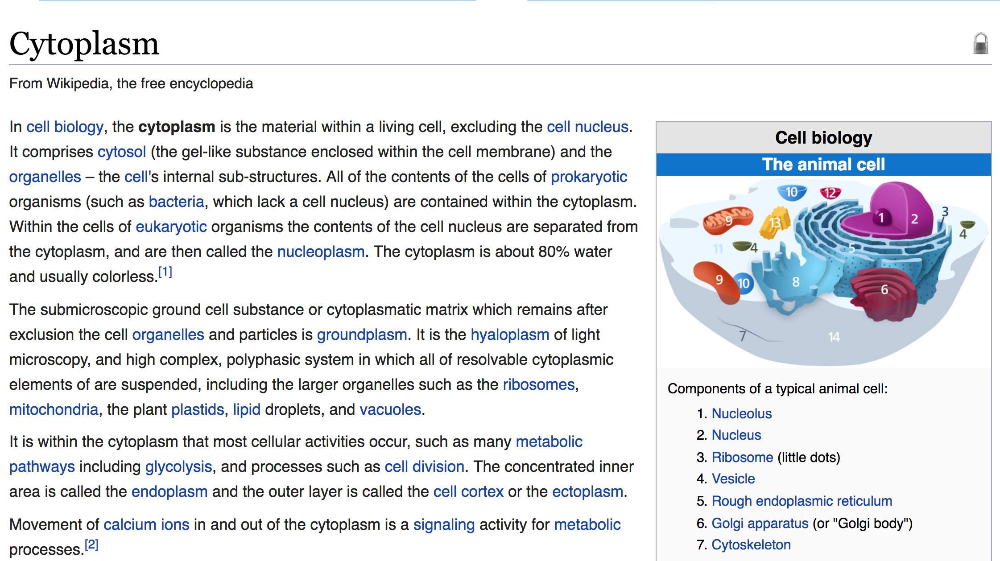 Cytoplasm
From Wikipedia, the free encyclopedia
In cell biology, the cytoplasm is the material within a living cell, excluding the cell nucleus.
It comprises cytosol (the gel-like substance enclosed within the cell membrane) and the
organelles – the cell's internal sub-structures. All of the contents of the cells of prokaryotic
organisms (such as bacteria, which lack a cell nucleus) are contained within the cytoplasm.
Within the cells of eukaryotic organisms the contents of the cell nucleus are separated from
the cytoplasm, and are then called the nucleoplasm. The cytoplasm is about 80% water
and usually colorless.[1]
The submicroscopic ground cell substance or cytoplasmatic matrix which remains after
exclusion the cell organelles and particles is groundplasm. It is the hyaloplasm of light
microscopy, and high complex, polyphasic system in which all of resolvable cytoplasmic
elements of are suspended, including the larger organelles such as the ribosomes,
mitochondria, the plant plastids, lipid droplets, and vacuoles.
It is within the cytoplasm that most cellular activities occur, such as many metabolic
pathways including glycolysis, and processes such as cell division. The concentrated inner
area is called the endoplasm and the outer layer is called the cell cortex or the ectoplasm.
Movement of calcium ions in and out of the cytoplasm is a signaling activity for metabolic
processes.[2]
Cell biology
The animal cell
10 12
9 13 1 2 3 4
11 4 5
9 10 8 6
7 14
Components of a typical animal cell:
1. Nucleolus
2. Nucleus
3. Ribosome (little dots)
4. Vesicle
5. Rough endoplasmic reticulum
6. Golgi apparatus (or "Golgi body")
7. Cytoskeleton